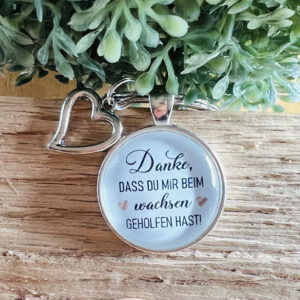 Danke,
DASS DU MIR BEIM
wachsen
GEHOLFEN HAST!